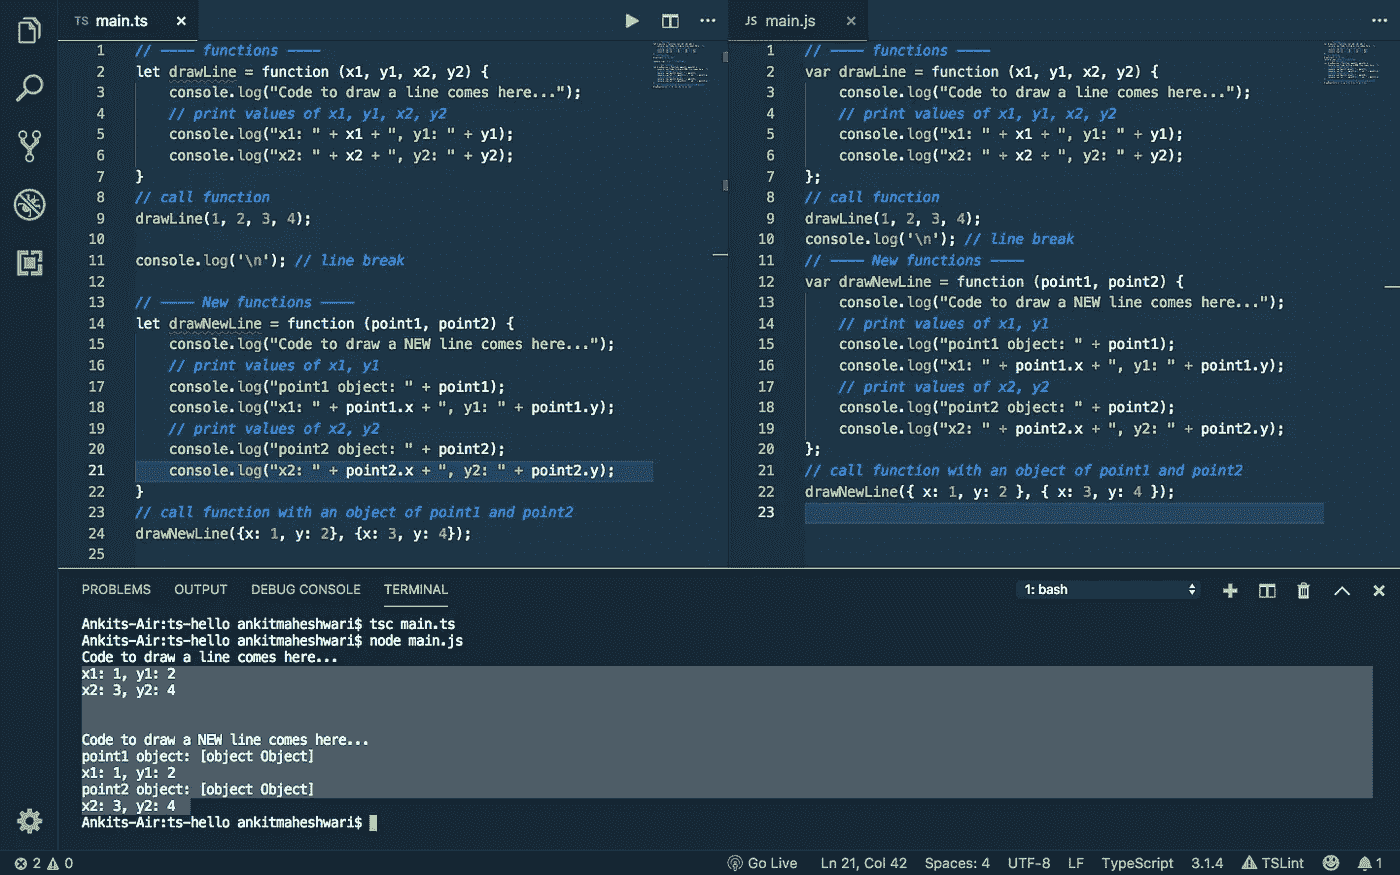 TS main.ts ×
1 // ———— functions ————
2 let drawLine = function (x1, y1, x2, y2) {
3 console.log("Code to draw a line comes here...");
4 // print values of x1, y1, x2, y2
5 console.log("x1: " + x1 + ", y1: " + y1);
6 console.log("x2: " + x2 + ", y2: " + y2);
7 }
8 // call function
9 drawLine(1, 2, 3, 4);
10
11 console.log('\n'); // line break
12
13 // ———— New functions ————
14 let drawNewLine = function (point1, point2) {
15 console.log("Code to draw a NEW line comes here...");
16 // print values of x1, y1
17 console.log("point1 object: " + point1);
18 console.log("x1: " + point1.x + ", y1: " + point1.y);
19 // print values of x2, y2
20 console.log("point2 object: " + point2);
21 console.log("x2: " + point2.x + ", y2: " + point2.y);
22 }
23 // call function with an object of point1 and point2
24 drawNewLine({x: 1, y: 2}, {x: 3, y: 4});
25
JS main.js ×
1 // ———— functions ————
2 var drawLine = function (x1, y1, x2, y2) {
3 console.log("Code to draw a line comes here...");
4 // print values of x1, y1, x2, y2
5 console.log("x1: " + x1 + ", y1: " + y1);
6 console.log("x2: " + x2 + ", y2: " + y2);
7 };
8 // call function
9 drawLine(1, 2, 3, 4);
10 console.log('\n'); // line break
11 // ———— New functions ————
12 var drawNewLine = function (point1, point2) {
13 console.log("Code to draw a NEW line comes here...");
14 // print values of x1, y1
15 console.log("point1 object: " + point1);
16 console.log("x1: " + point1.x + ", y1: " + point1.y);
17 // print values of x2, y2
18 console.log("point2 object: " + point2);
19 console.log("x2: " + point2.x + ", y2: " + point2.y);
20 };
21 // call function with an object of point1 and point2
22 drawNewLine({ x: 1, y: 2 }, { x: 3, y: 4 });
23
PROBLEMS OUTPUT DEBUG CONSOLE TERMINAL 1: bash
Ankits-Air:ts-hello ankitmaheshwari$ tsc main.ts
Ankits-Air:ts-hello ankitmaheshwari$ node main.js
Code to draw a line comes here...
x1: 1, y1: 2
x2: 3, y2: 4
Code to draw a NEW line comes here...
point1 object: [object Object]
x1: 1, y1: 2
point2 object: [object Object]
x2: 3, y2: 4
Ankits-Air:ts-hello ankitmaheshwari$
2 0 Go Live Ln 21, Col 42 Spaces: 4 UTF-8 LF TypeScript 3.1.4 TSLint 1